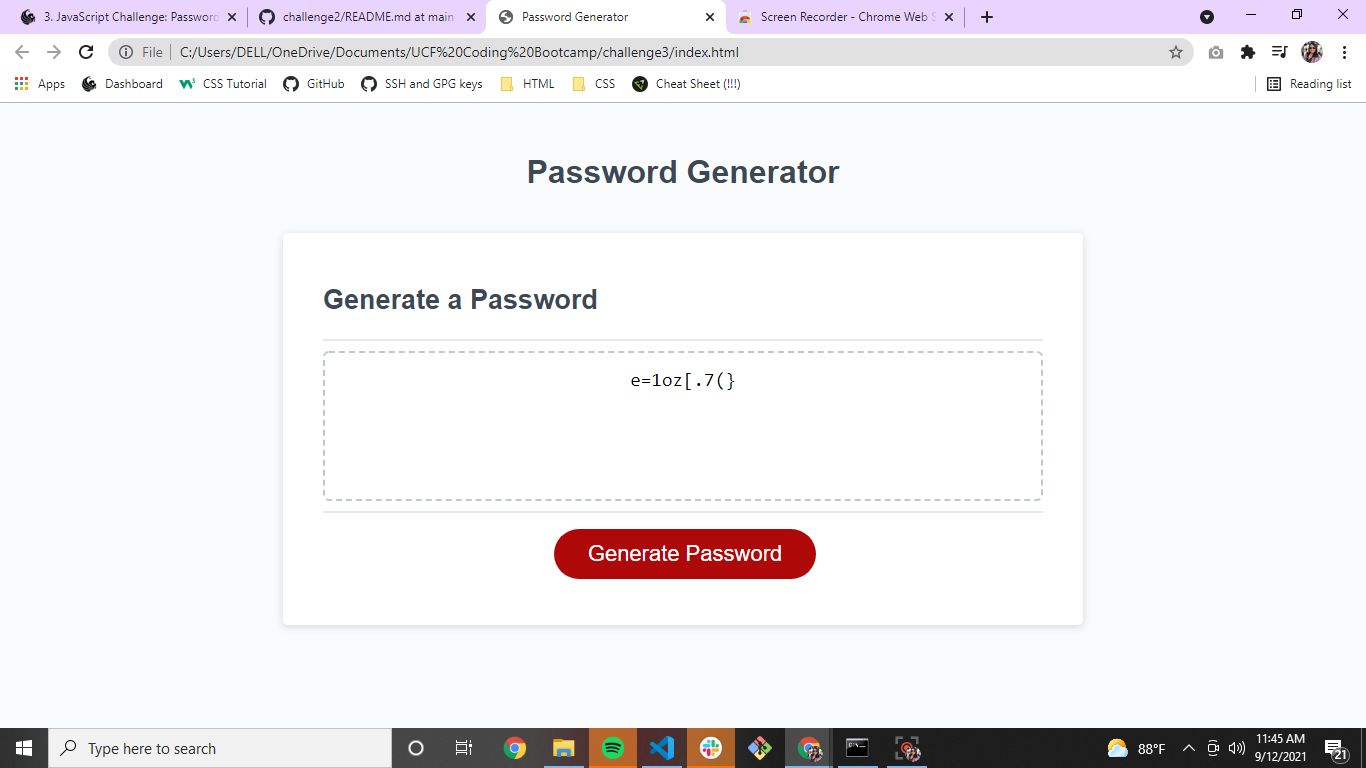 3. JavaScript Challenge: Password
challenge2/README.md at main
Password Generator
Screen Recorder - Chrome Web S
File
C:/Users/DELL/OneDrive/Documents/UCF%20Coding%20Bootcamp/challenge3/index.html
Apps
Dashboard
CSS Tutorial
GitHub
SSH and GPG keys
HTML
CSS
Cheat Sheet (!!!)
Reading list
Password Generator
Generate a Password
e=1oz[.7(}
Generate Password
Type here to search
88°F
11:45 AM
9/12/2021
21